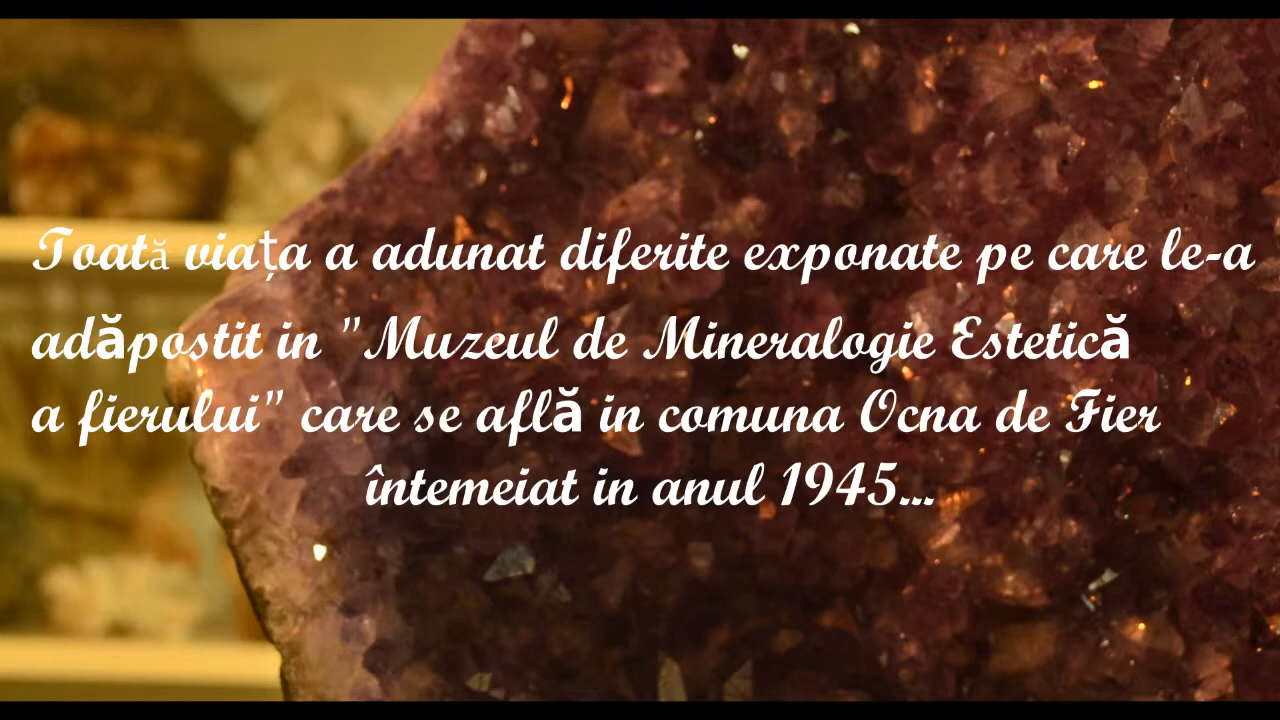 Toată viața a adunat diferite exponate pe care le-a
adăpostit in "Muzeul de Mineralogie Estetică
a fierului" care se află in comuna Ocna de Fier
întemeiat in anul 1945...